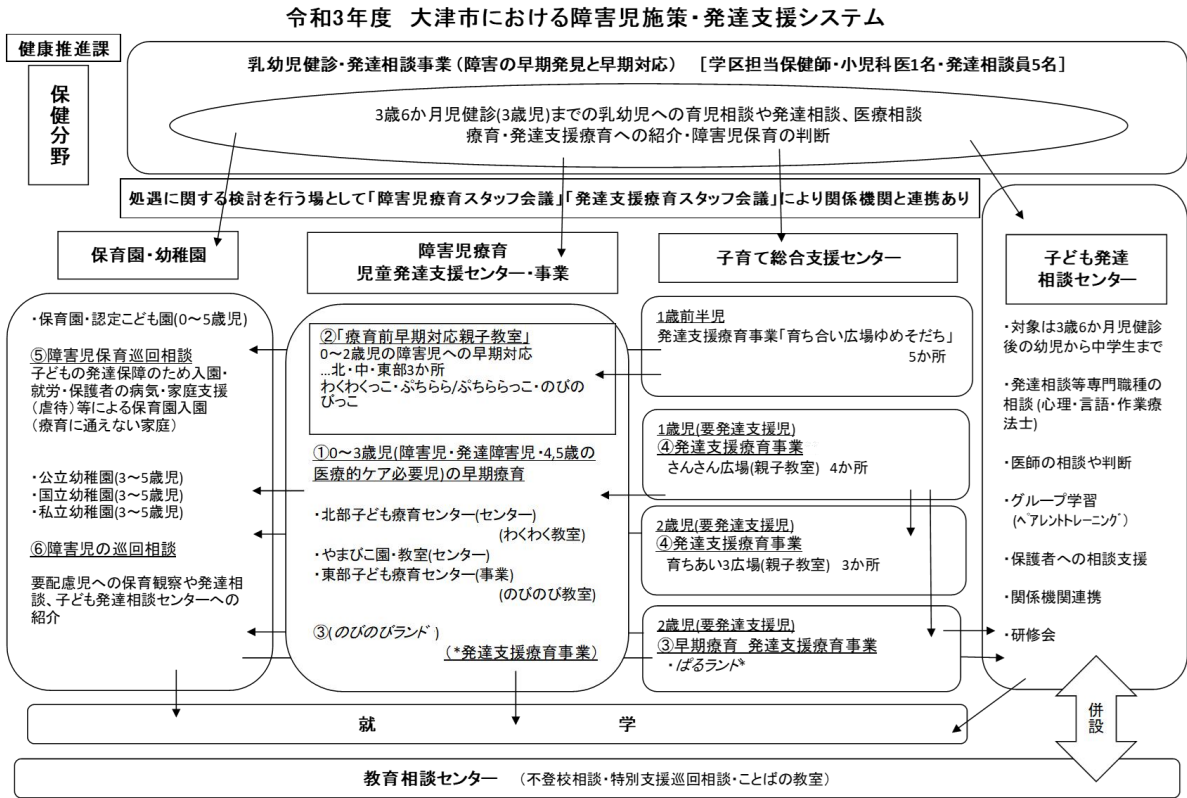 令和3年度 大津市における障害児施策・発達支援システム
健康推進課
保健分野
乳幼児健診・発達相談事業(障害の早期発見と早期対応) [学区担当保健師・小児科医1名・発達相談員5名]
3歳6か月児健診(3歳児)までの乳幼児への育児相談や発達相談、医療相談
療育・発達支援療育への紹介・障害児保育の判断
処遇に関する検討を行う場として「障害児療育スタッフ会議」「発達支援療育スタッフ会議」により関係機関と連携あり
保育園・幼稚園
・保育園・認定こども園(0～5歳児)
⑤障害児保育巡回相談
子どもの発達保障のため入園・
就労・保護者の病気・家庭支援
(虐待)等による保育園入園
(療育に通えない家庭)
・公立幼稚園(3～5歳児)
・国立幼稚園(3～5歳児)
・私立幼稚園(3～5歳児)
⑥障害児の巡回相談
要配慮児への保育観察や発達相
談、子ども発達相談センターへの
紹介
障害児療育
児童発達支援センター・事業
②「療育前早期対応親子教室」
0～2歳児の障害児への早期対応
…北・中・東部3か所
わくわくっこ・ぷちらら/ぷちららっこ・のびの
びっこ
①0～3歳児(障害児・発達障害児・4,5歳の
医療的ケア必要児)の早期療育
・北部子ども療育センター(センター)
(わくわく教室)
・やまびこ園・教室(センター)
・東部子ども療育センター(事業)
(のびのび教室)
③(のびのびランド)
(*発達支援療育事業)
子育て総合支援センター
1歳前半児
発達支援療育事業「育ち合い広場ゆめそだち」
5か所
1歳児(要発達支援児)
④発達支援療育事業
さんさん広場(親子教室) 4か所
2歳児(要発達支援児)
④発達支援療育事業
育ちあい3広場(親子教室) 3か所
2歳児(要発達支援児)
③早期療育 発達支援療育事業
・ぱるランド*
子ども発達
相談センター
・対象は3歳6か月児健診
後の幼児から中学生まで
・発達相談等専門職種の
相談(心理・言語・作業療
法士)
・医師の相談や判断
・グループ学習
(ペアレントトレーニング)
・保護者への相談支援
・関係機関連携
・研修会
併設
就 学
教育相談センター (不登校相談・特別支援巡回相談・ことばの教室)